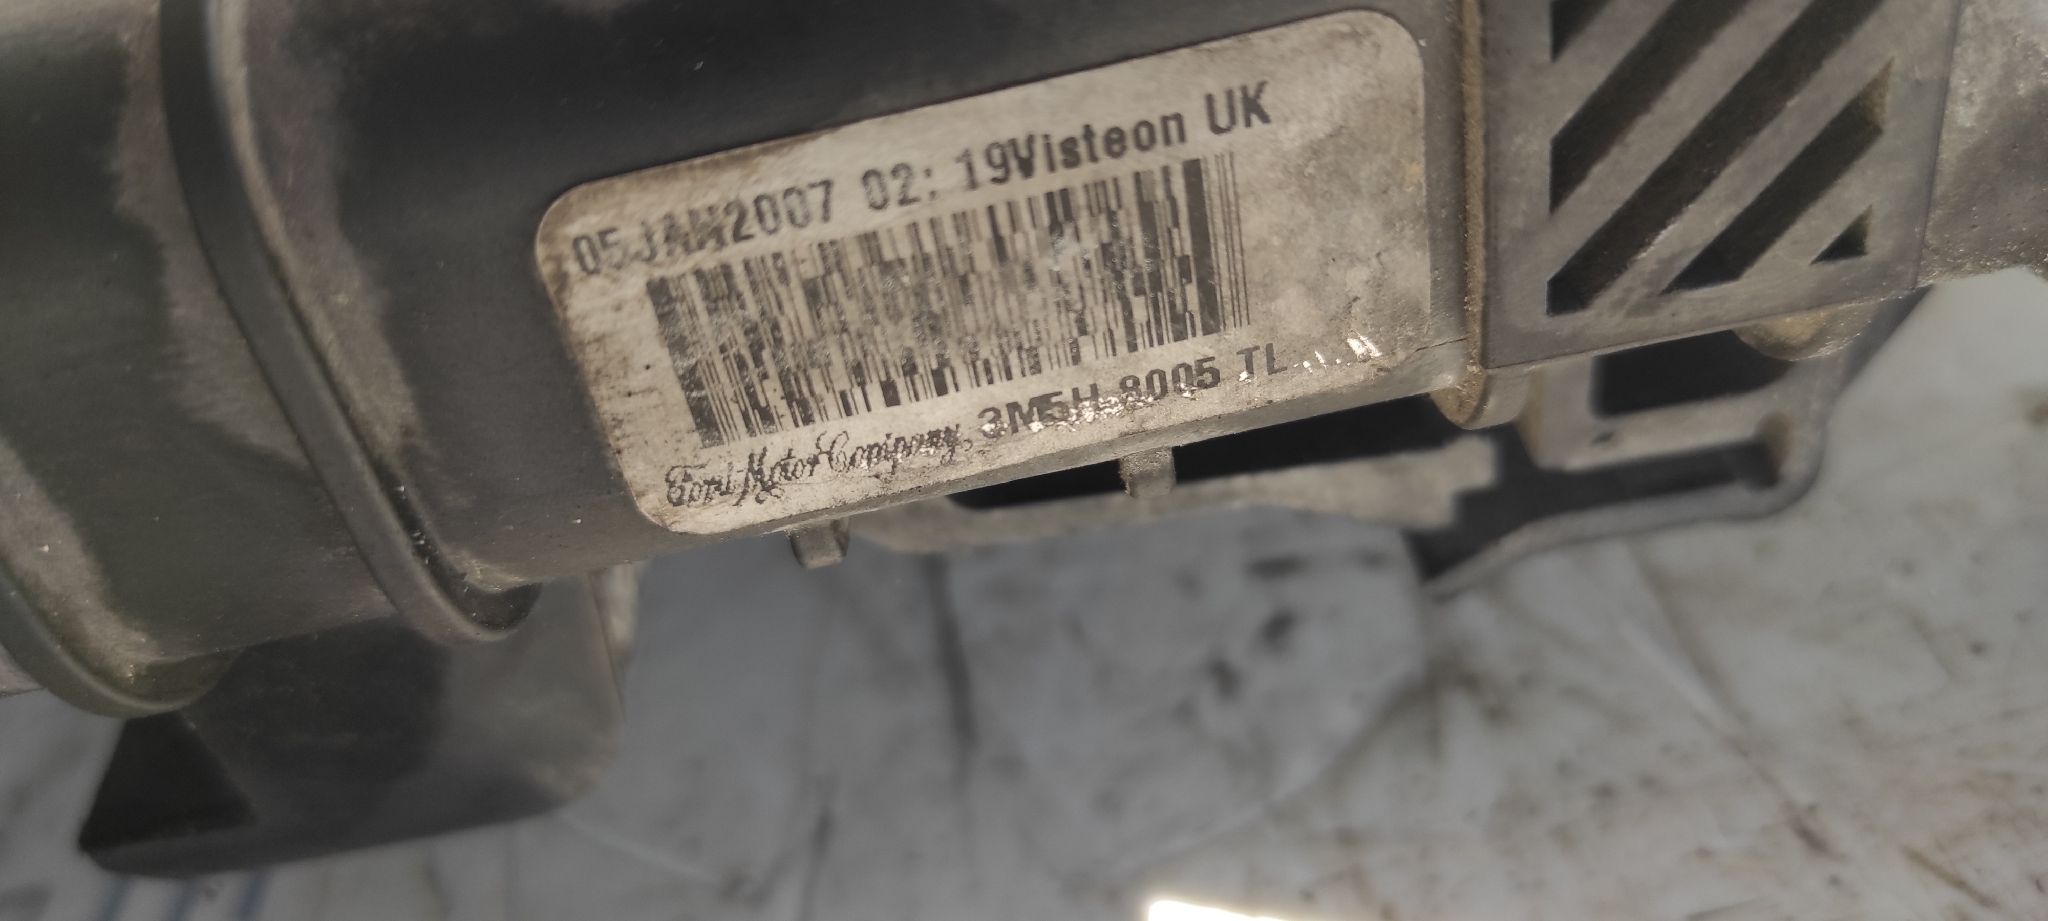 05JAN2007 02:19Visteon UK
Ford Motor Company, 3M5H-8005 TL